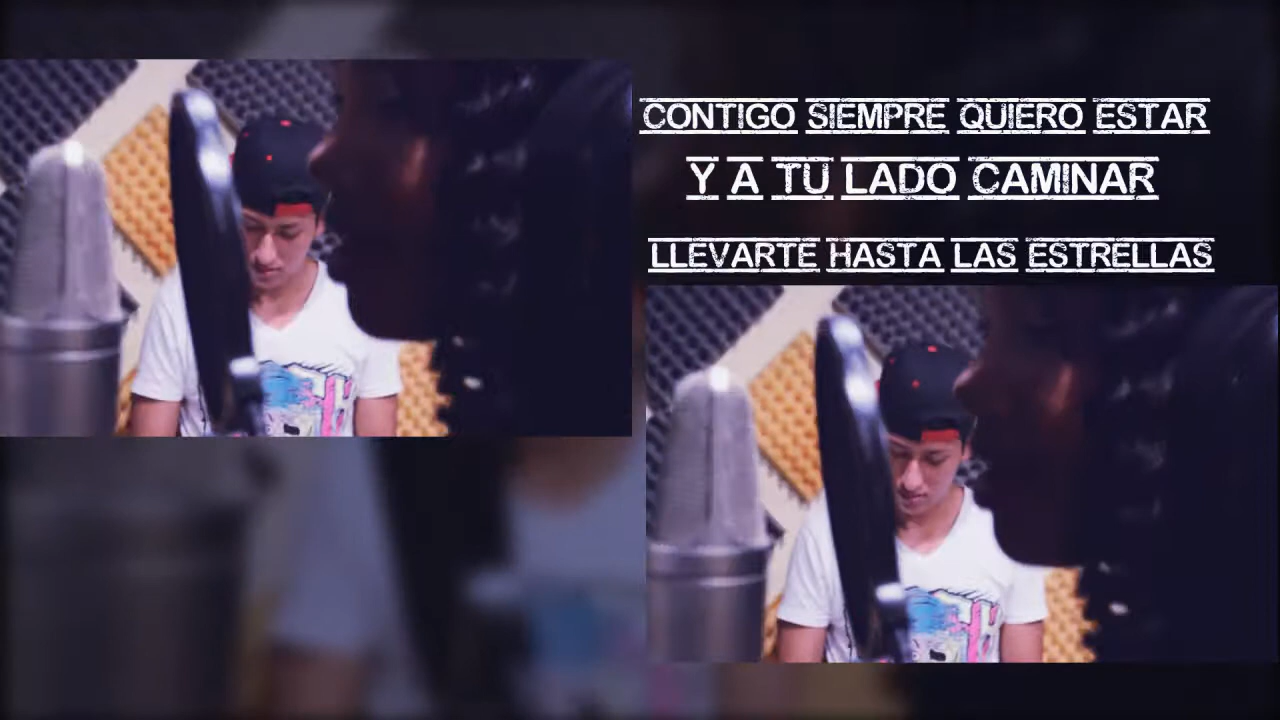 CONTIGO SIEMPRE QUIERO ESTAR
Y A TU LADO CAMINAR
LLEVARTE HASTA LAS ESTRELLAS